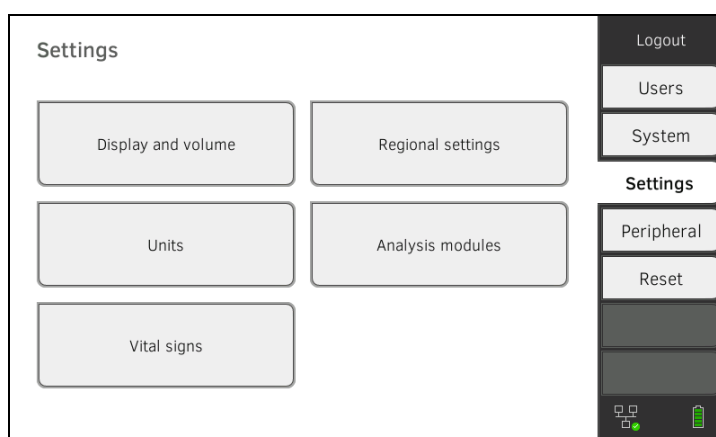 Settings
Display and volume
Regional settings
Units
Analysis modules
Vital signs
Logout
Users
System
Settings
Peripheral
Reset